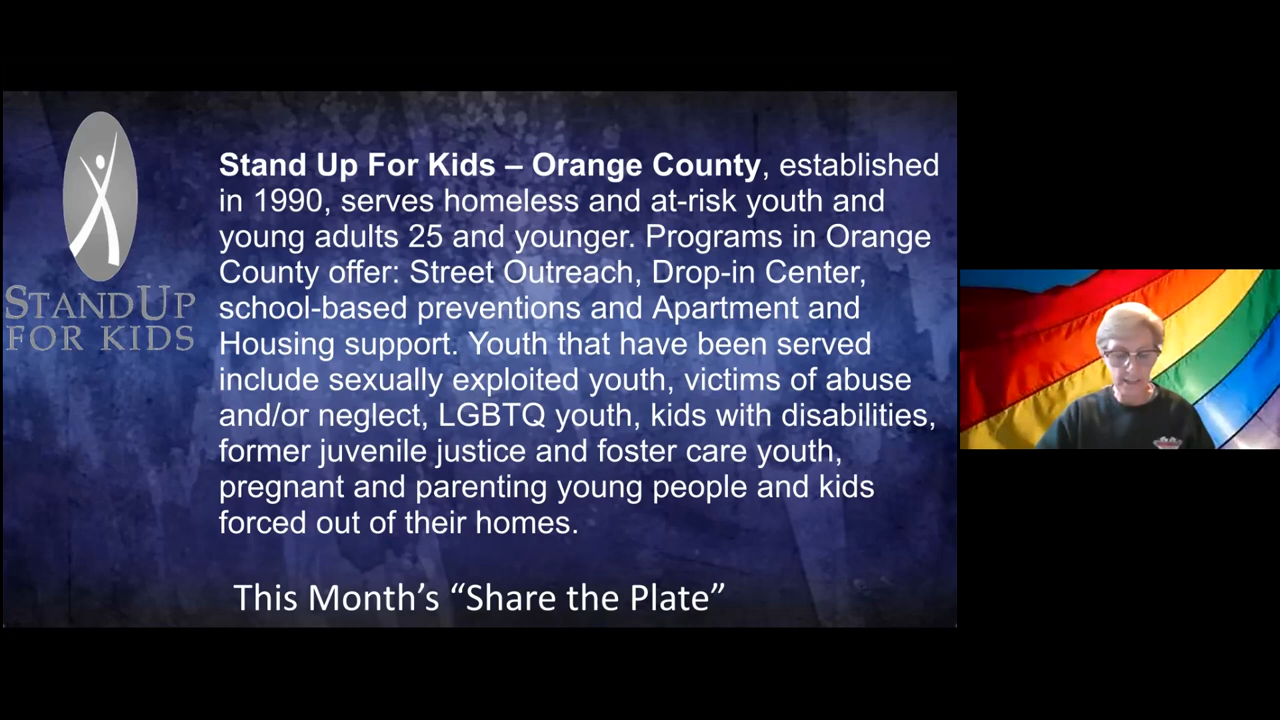 STANDUP
FOR KIDS
Stand Up For Kids – Orange County, established
in 1990, serves homeless and at-risk youth and
young adults 25 and younger. Programs in Orange
County offer: Street Outreach, Drop-in Center,
school-based preventions and Apartment and
Housing support. Youth that have been served
include sexually exploited youth, victims of abuse
and/or neglect, LGBTQ youth, kids with disabilities,
former juvenile justice and foster care youth,
pregnant and parenting young people and kids
forced out of their homes.
This Month’s “Share the Plate”